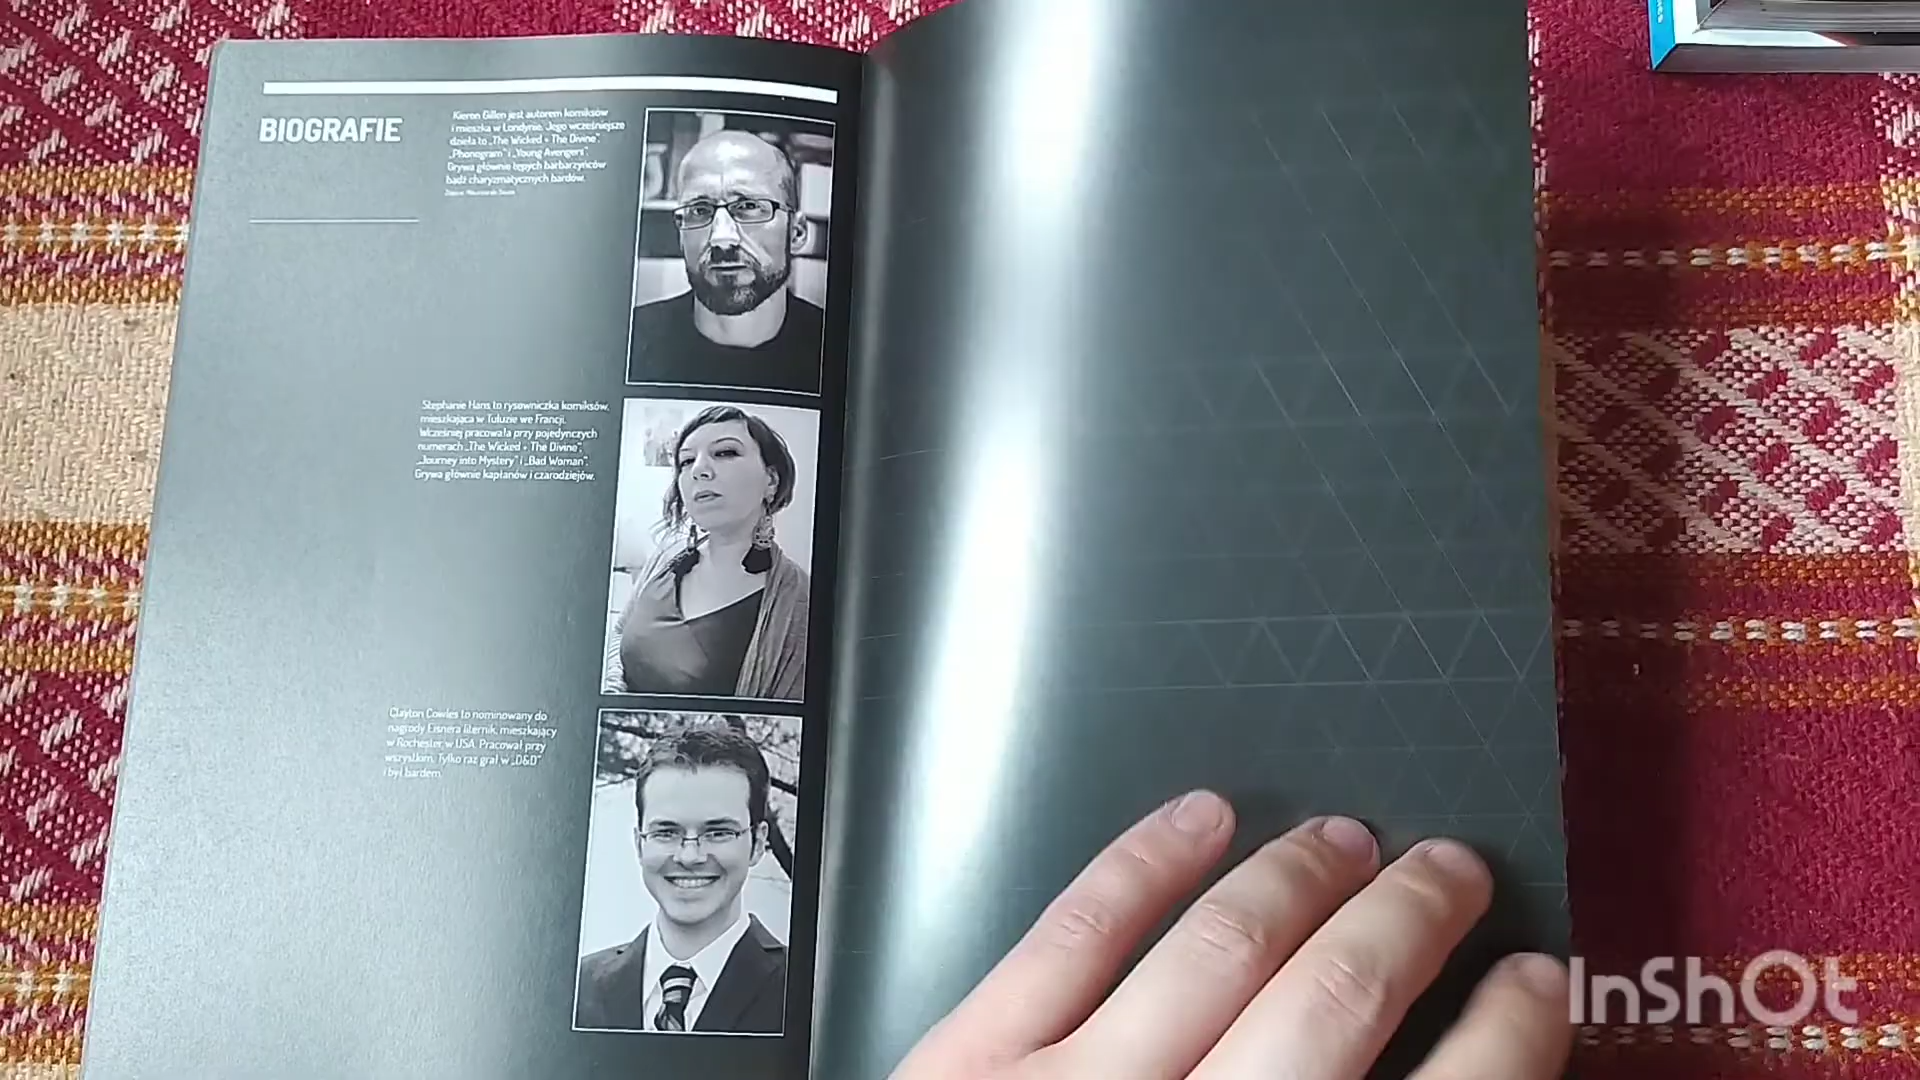 BIOGRAFIE
Kieron Gillen jest autorem komiksów
i mieszka w Londynie. Jego wcześniejsze
dzieła to „The Wicked + The Divine",
„Phonogram" i „Young Avengers".
Grywa głównie tępych barbarzyńców
bądź charyzmatycznych bardów.
Stephanie Hans to rysowniczka komiksów,
mieszkająca w Tuluzie we Francji.
Wcześniej pracowała przy pojedynczych
numerach „The Wicked + The Divine",
„Journey into Mystery" i „Bad Woman".
Grywa głównie kapłanów i czarodziejów.
Clayton Cowles to nominowany do
nagrody Eisnera liternik, mieszkający
w Rochester w USA. Pracował przy
wszystkim. Tylko raz grał w „D&D"
i był bardem.
InShOt